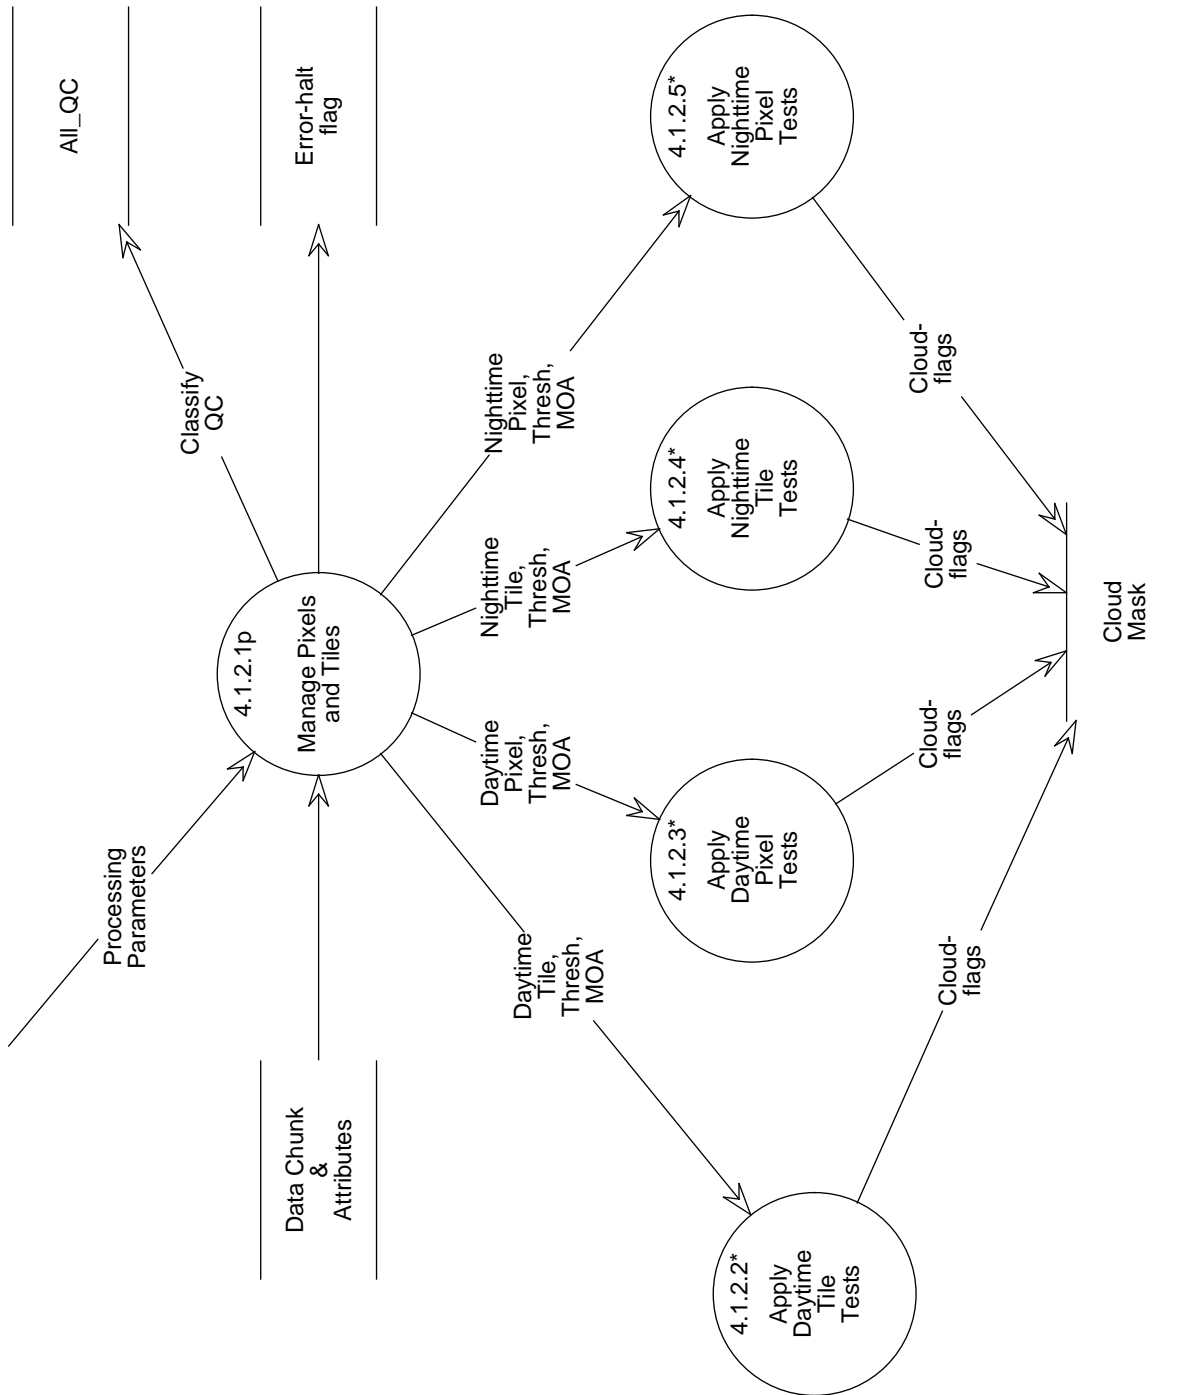 Processing
Parameters
Data Chunk
&
Attributes
4.1.2.1p
Manage Pixels
and Tiles
Classify
QC
All_QC
Error-halt
flag
Daytime
Tile,
Thresh,
MOA
Daytime
Pixel,
Thresh,
MOA
Nighttime
Tile,
Thresh,
MOA
Nighttime
Pixel,
Thresh,
MOA
4.1.2.2*
Apply
Daytime
Tile
Tests
4.1.2.3*
Apply
Daytime
Pixel
Tests
4.1.2.4*
Apply
Nighttime
Tile
Tests
4.1.2.5*
Apply
Nighttime
Pixel
Tests
Cloud-
flags
Cloud-
flags
Cloud-
flags
Cloud-
flags
Cloud
Mask